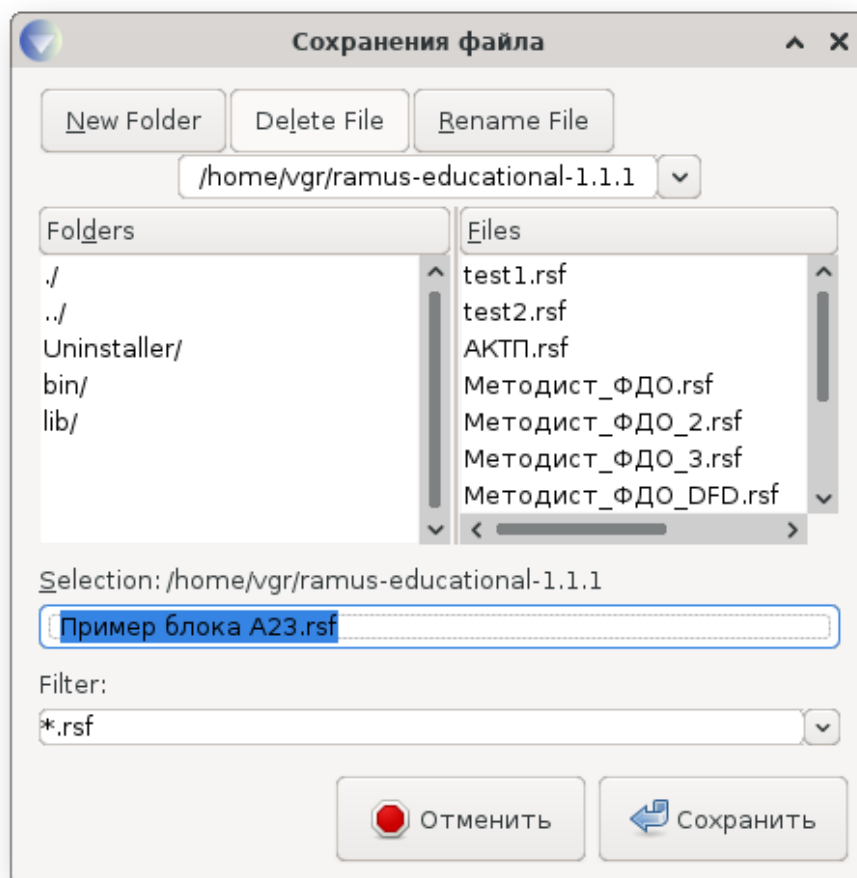 Сохранения файла
New Folder Delete File Rename File
/home/vgr/ramus-educational-1.1.1
Folders
./
../
Uninstaller/
bin/
lib/
Files
test1.rsf
test2.rsf
АКТП.rsf
Методист_ФДО.rsf
Методист_ФДО_2.rsf
Методист_ФДО_3.rsf
Методист_ФДО_DFD.rsf
Selection: /home/vgr/ramus-educational-1.1.1
Пример блока A23.rsf
Filter:
*.rsf
Отменить Сохранить